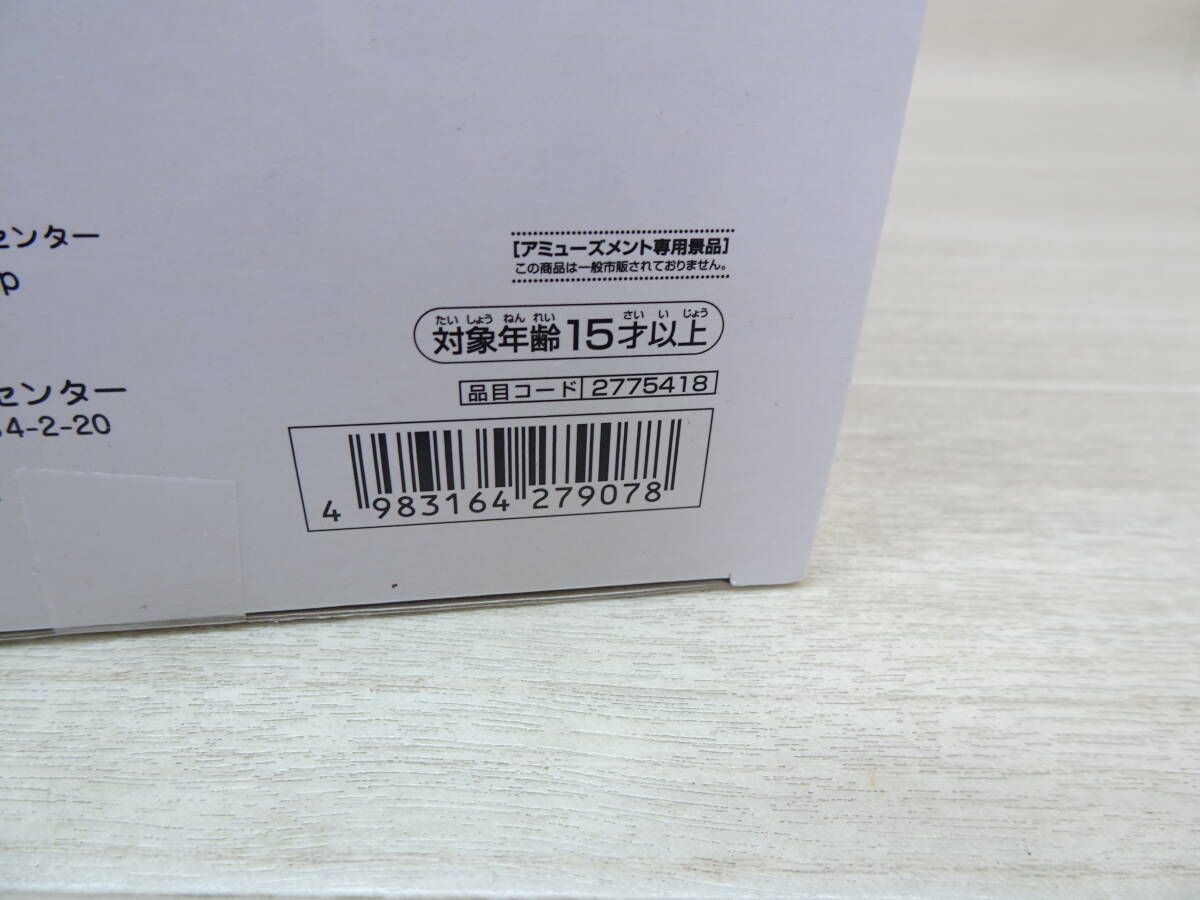 センター
p
[アミューズメント専用景品]
この商品は一般市販されておりません。
たい しょう ねん れい さい い じょう
対象年齢15才以上
品目コード 2775418
センター
4-2-20
4 983164 279078